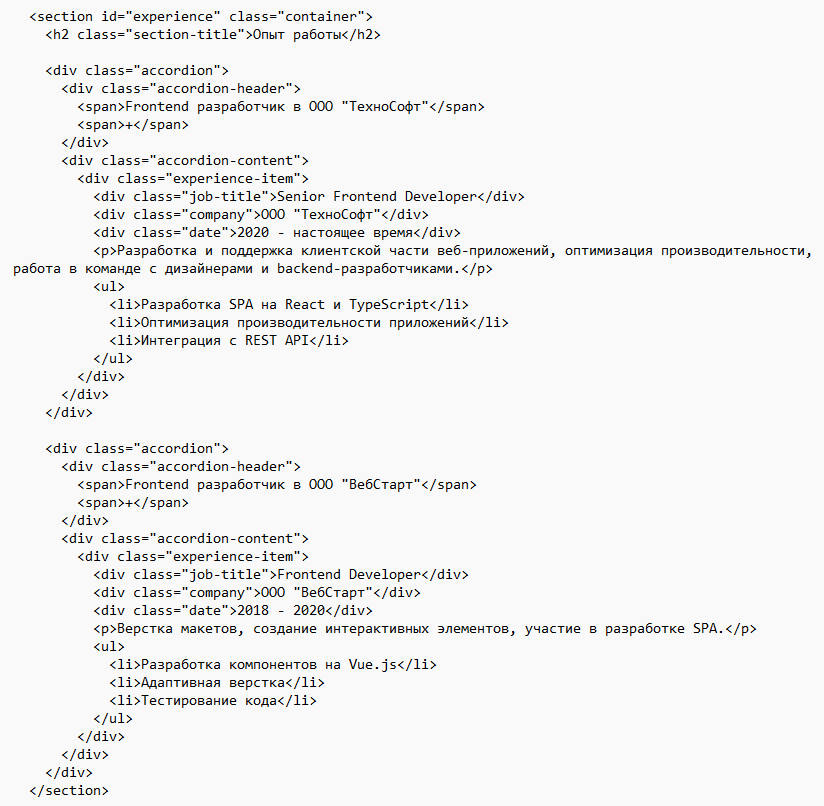 <section id="experience" class="container">
  <h2 class="section-title">Опыт работы</h2>

  <div class="accordion">
    <div class="accordion-header">
      <span>Frontend разработчик в ООО "ТехноСофт"</span>
      <span>+</span>
    </div>
    <div class="accordion-content">
      <div class="experience-item">
        <div class="job-title">Senior Frontend Developer</div>
        <div class="company">ООО "ТехноСофт"</div>
        <div class="date">2020 - настоящее время</div>
        <p>Разработка и поддержка клиентской части веб-приложений, оптимизация производительности,
работа в команде с дизайнерами и backend-разработчиками.</p>
        <ul>
          <li>Разработка SPA на React и TypeScript</li>
          <li>Оптимизация производительности приложений</li>
          <li>Интеграция с REST API</li>
        </ul>
      </div>
    </div>
  </div>

  <div class="accordion">
    <div class="accordion-header">
      <span>Frontend разработчик в ООО "ВебСтарт"</span>
      <span>+</span>
    </div>
    <div class="accordion-content">
      <div class="experience-item">
        <div class="job-title">Frontend Developer</div>
        <div class="company">ООО "ВебСтарт"</div>
        <div class="date">2018 - 2020</div>
        <p>Верстка макетов, создание интерактивных элементов, участие в разработке SPA.</p>
        <ul>
          <li>Разработка компонентов на Vue.js</li>
          <li>Адаптивная верстка</li>
          <li>Тестирование кода</li>
        </ul>
      </div>
    </div>
  </div>
</section>